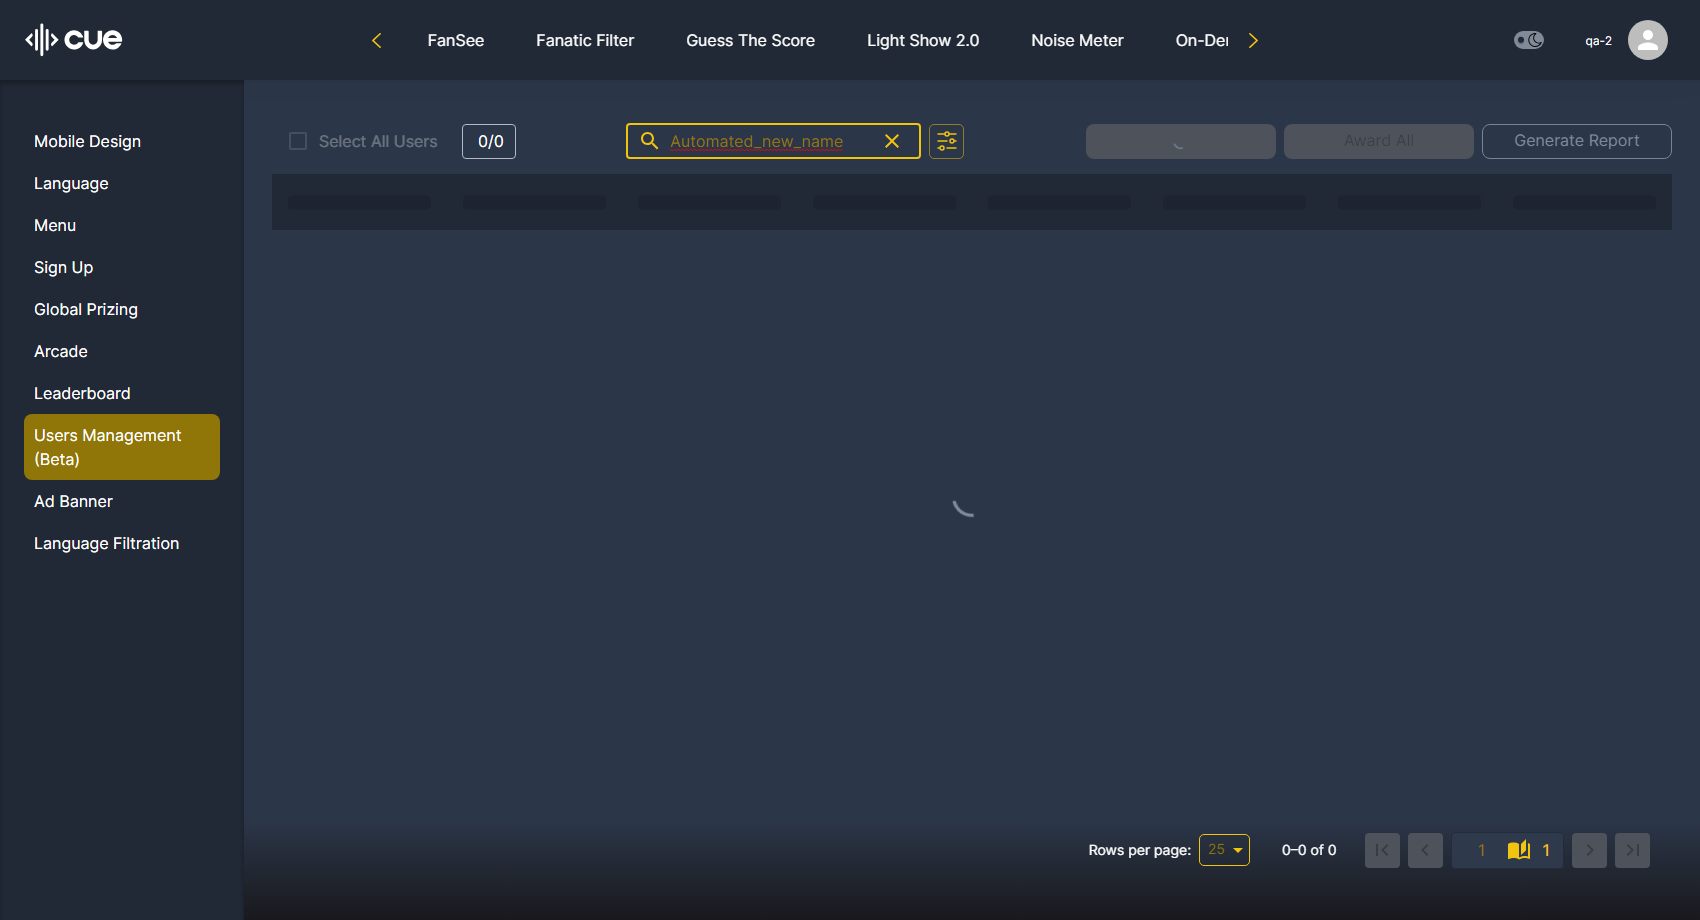 cue
FanSee
Fanatic Filter
Guess The Score
Light Show 2.0
Noise Meter
On-De
qa-2
Mobile Design
Language
Menu
Sign Up
Global Prizing
Arcade
Leaderboard
Users Management
(Beta)
Ad Banner
Language Filtration
Select All Users
0/0
Automated_new_name
Award All
Generate Report
Rows per page:
25
0–0 of 0
1
1